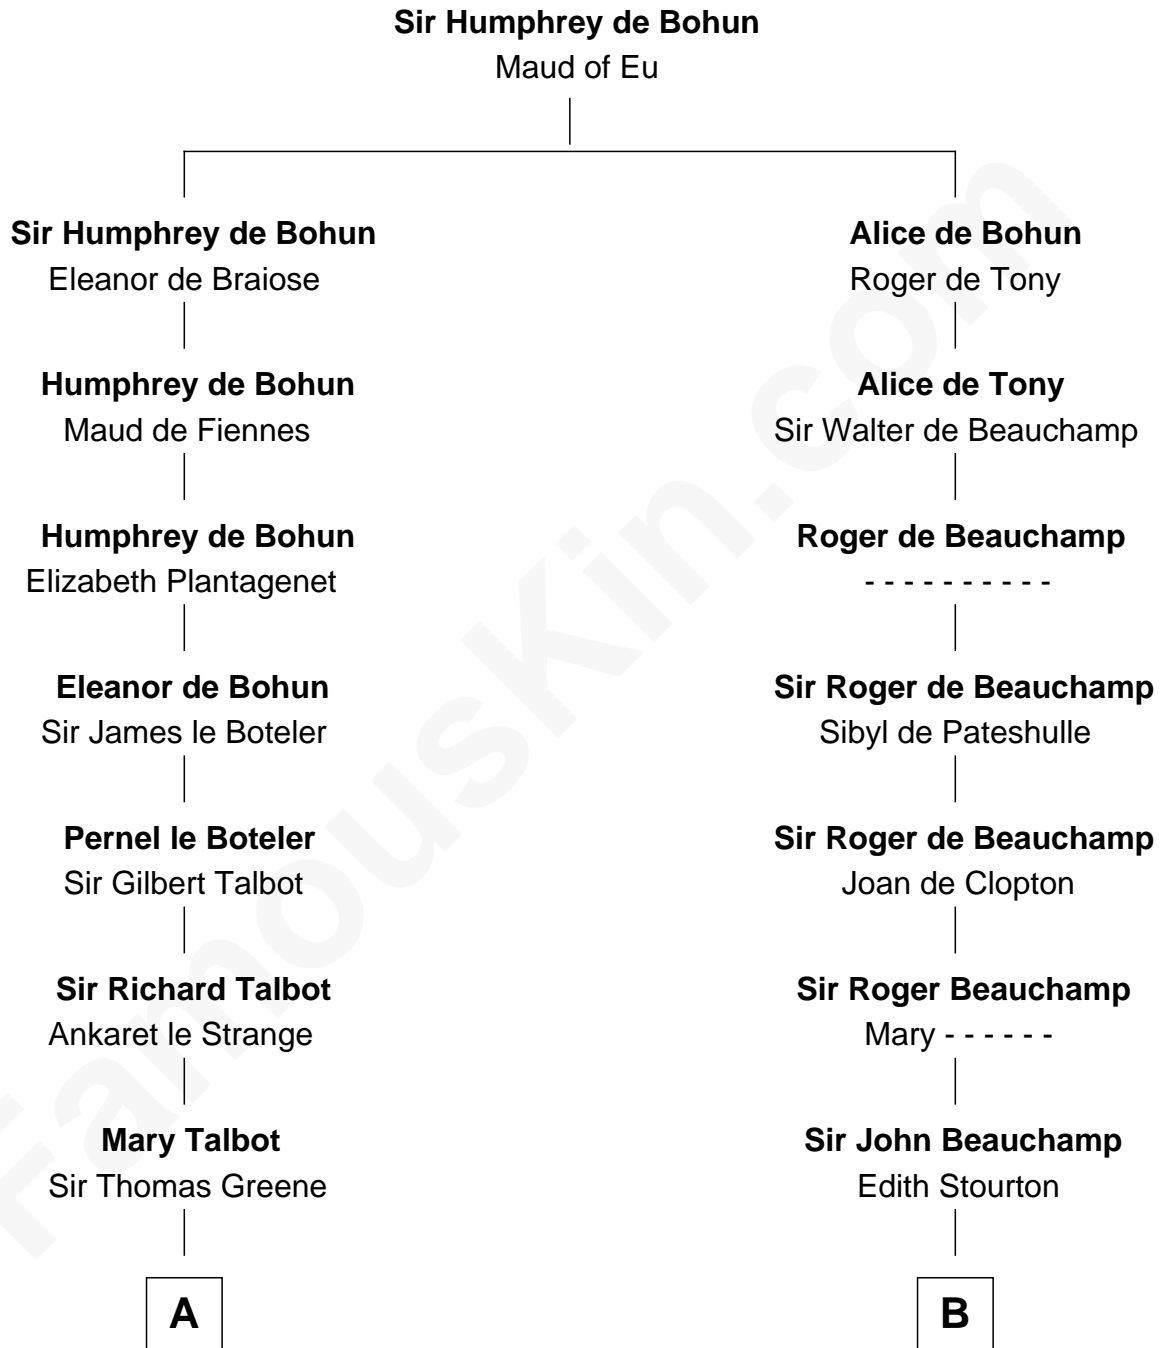 Sir Humphrey de Bohun
Maud of Eu
Sir Humphrey de Bohun
Eleanor de Braiose
Alice de Bohun
Roger de Tony
Humphrey de Bohun
Maud de Fiennes
Alice de Tony
Sir Walter de Beauchamp
Humphrey de Bohun
Elizabeth Plantagenet
Roger de Beauchamp
- - - - - - - - - -
Eleanor de Bohun
Sir James le Boteler
Sir Roger de Beauchamp
Sibyl de Pateshulle
Pernel le Boteler
Sir Gilbert Talbot
Sir Roger de Beauchamp
Joan de Clopton
Sir Richard Talbot
Ankaret le Strange
Sir Roger Beauchamp
Mary - - - - - -
Mary Talbot
Sir Thomas Greene
Sir John Beauchamp
Edith Stourton
A
B
FamousKin.com